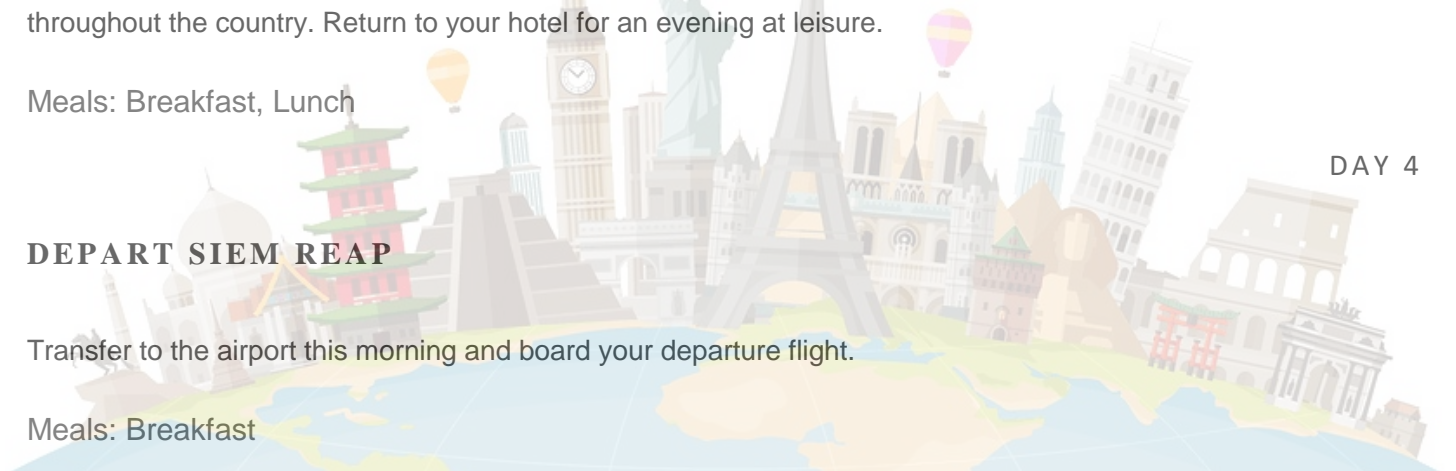 throughout the country. Return to your hotel for an evening at leisure.
Meals: Breakfast, Lunch
DAY 4
DEPART SIEM REAP
Transfer to the airport this morning and board your departure flight.
Meals: Breakfast